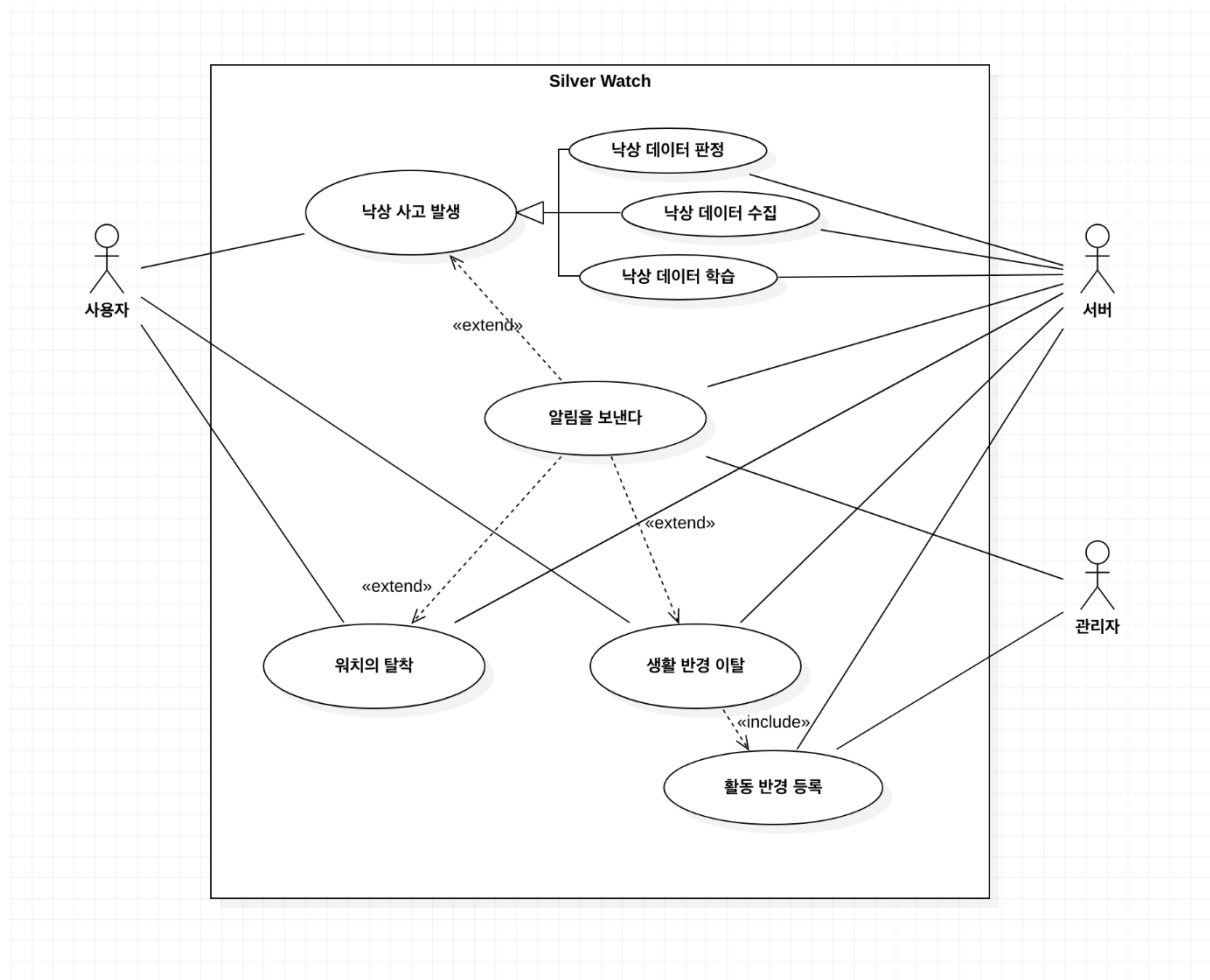 Silver Watch
낙상 데이터 판정
낙상 사고 발생
낙상 데이터 수집
낙상 데이터 학습
사용자
서버
«extend»
알림을 보낸다
«extend»
«extend»
관리자
워치의 탈착
생활 반경 이탈
«include»
활동 반경 등록